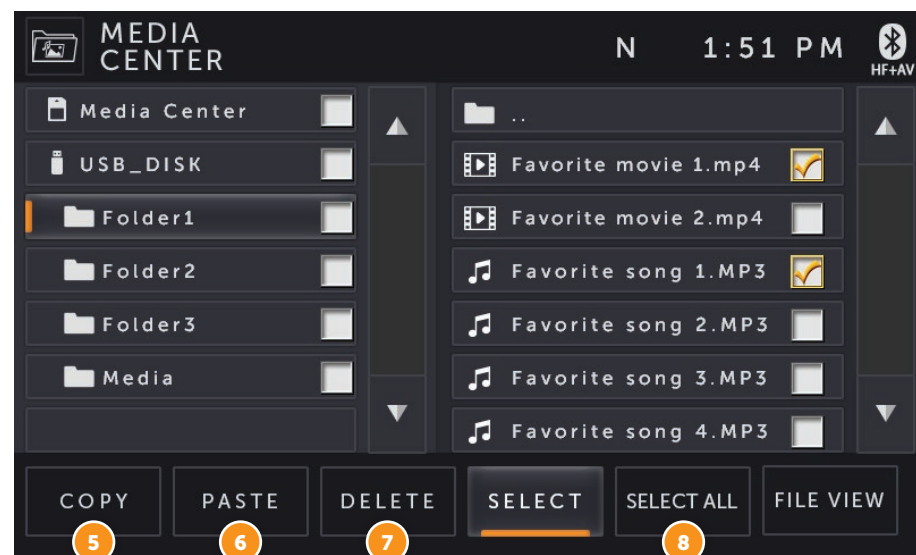 MEDIA
CENTER
N
1:51 PM
HF+AV
Media Center
USB_DISK
Folder1
Folder2
Folder3
Media
..
Favorite movie 1.mp4
Favorite movie 2.mp4
Favorite song 1.MP3
Favorite song 2.MP3
Favorite song 3.MP3
Favorite song 4.MP3
COPY
PASTE
DELETE
SELECT
SELECT ALL
FILE VIEW
5
6
7
8